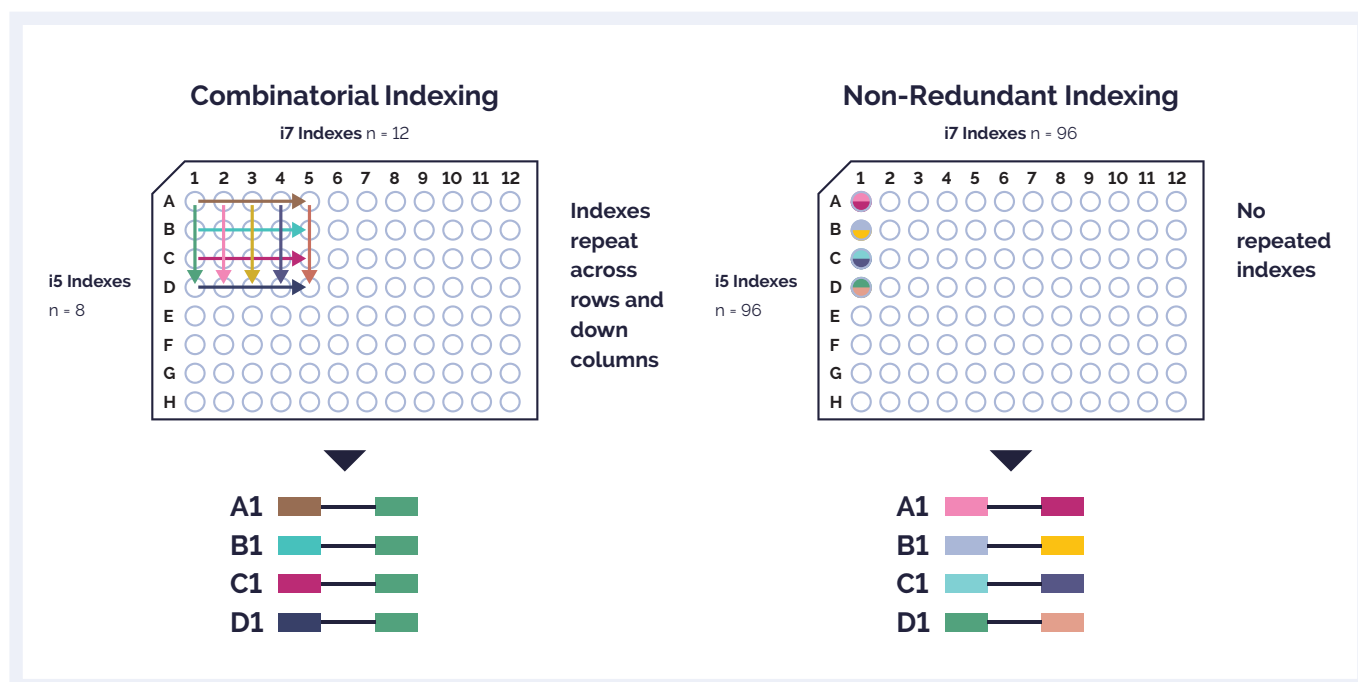 Combinatorial Indexing
i7 Indexes n = 12
1 2 3 4 5 6 7 8 9 10 11 12
A
B
C
D
E
F
G
H
i5 Indexes
n = 8
Indexes
repeat
across
rows and
down
columns
A1
B1
C1
D1
Non-Redundant Indexing
i7 Indexes n = 96
1 2 3 4 5 6 7 8 9 10 11 12
A
B
C
D
E
F
G
H
i5 Indexes
n = 96
No
repeated
indexes
A1
B1
C1
D1